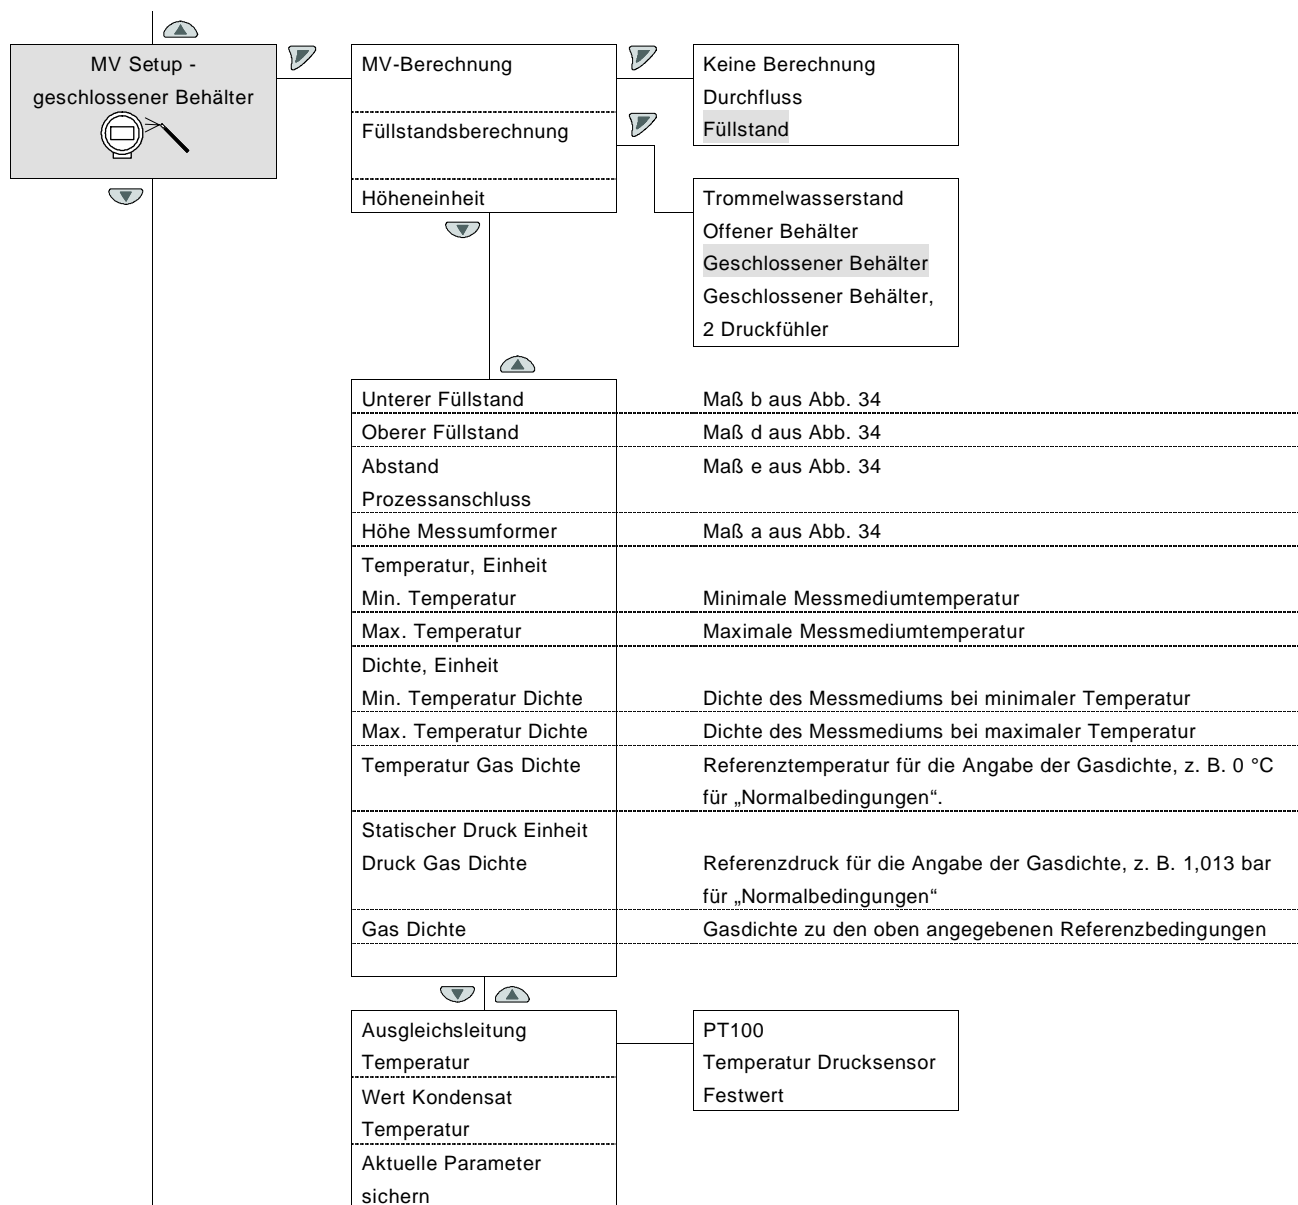 MV Setup -
geschlossener Behälter
MV-Berechnung
Füllstandsberechnung
Höheneinheit
Keine Berechnung
Durchfluss
Füllstand
Trommelwasserstand
Offener Behälter
Geschlossener Behälter
Geschlossener Behälter,
2 Druckfühler
Unterer Füllstand
Maß b aus Abb. 34
Oberer Füllstand
Maß d aus Abb. 34
Abstand
Maß e aus Abb. 34
Prozessanschluss
Höhe Messumformer
Maß a aus Abb. 34
Temperatur, Einheit
Min. Temperatur
Minimale Messmediumtemperatur
Max. Temperatur
Maximale Messmediumtemperatur
Dichte, Einheit
Min. Temperatur Dichte
Dichte des Messmediums bei minimaler Temperatur
Max. Temperatur Dichte
Dichte des Messmediums bei maximaler Temperatur
Temperatur Gas Dichte
Referenztemperatur für die Angabe der Gasdichte, z. B. 0 °C
für „Normalbedingungen“.
Statischer Druck Einheit
Druck Gas Dichte
Referenzdruck für die Angabe der Gasdichte, z. B. 1,013 bar
für „Normalbedingungen“
Gas Dichte
Gasdichte zu den oben angegebenen Referenzbedingungen
Ausgleichsleitung
Temperatur
Wert Kondensat
Temperatur
Aktuelle Parameter
sichern
PT100
Temperatur Drucksensor
Festwert